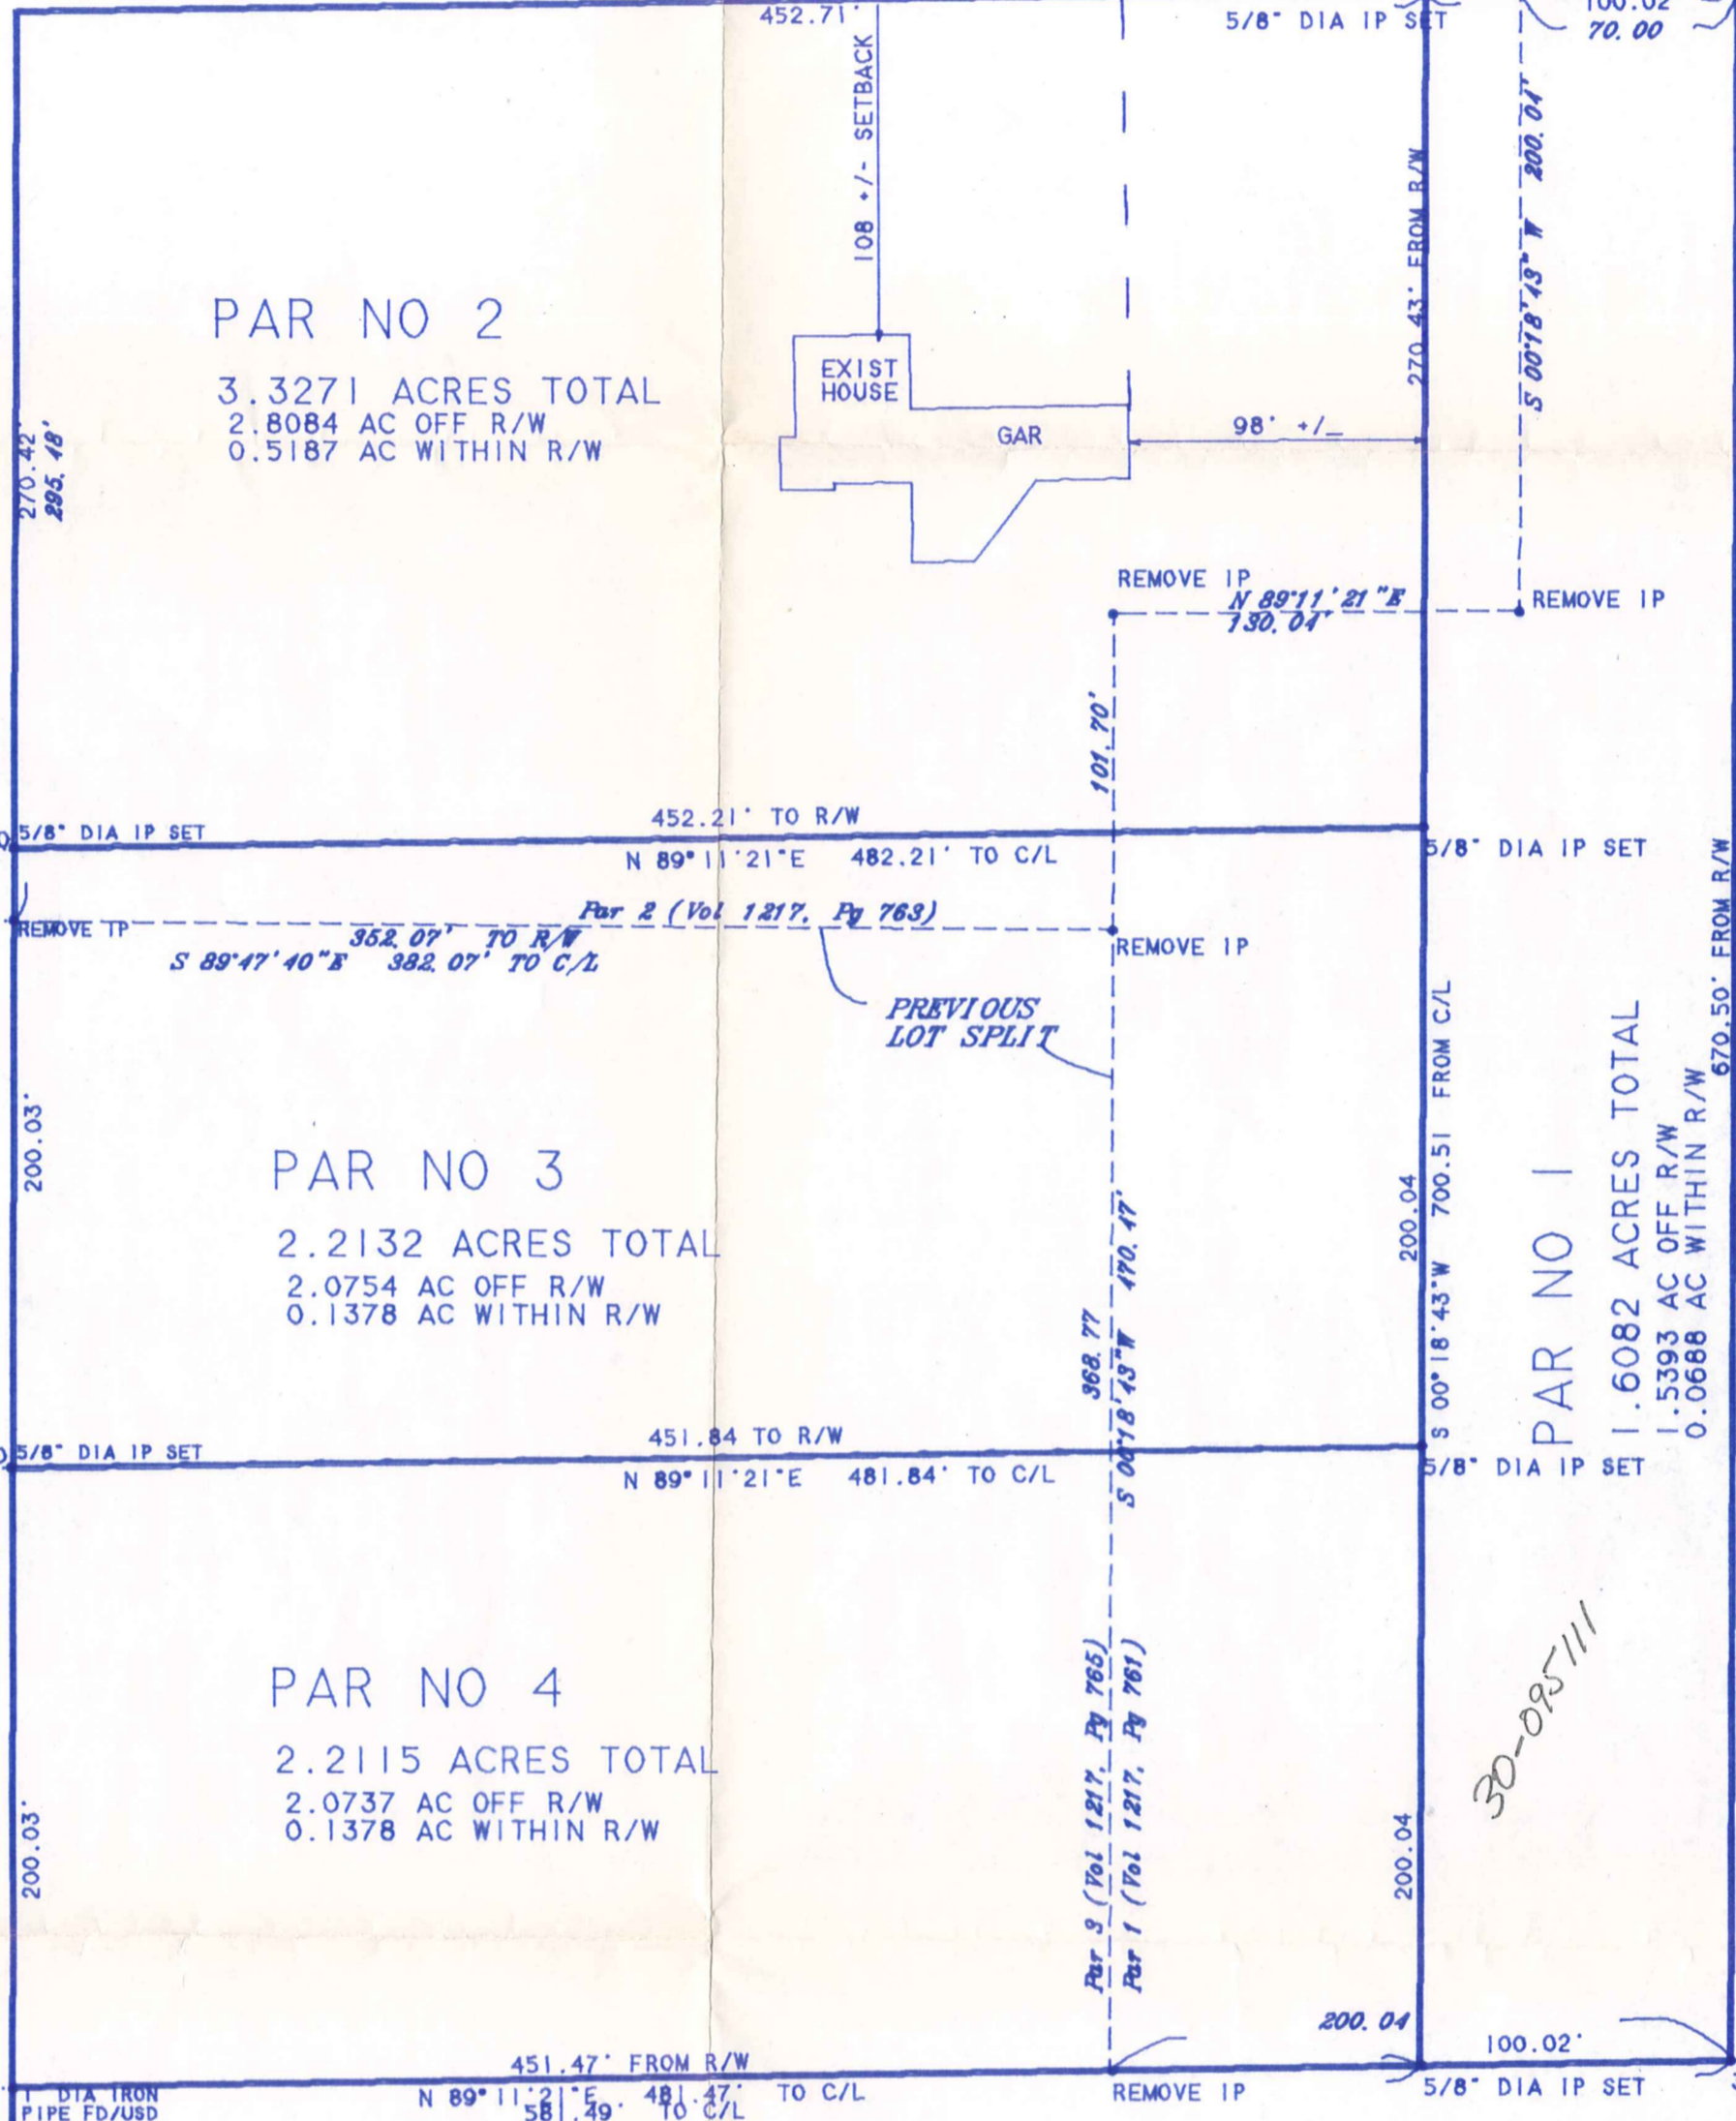 452.71'
5/8" DIA IP SET
100.02
70.00
108 +/- SETBACK
270.43' FROM R/W
S 00°18'43" W 200.04'
PAR NO 2
3.3271 ACRES TOTAL
2.8084 AC OFF R/W
0.5187 AC WITHIN R/W
270.42'
295.48'
EXIST
HOUSE
GAR
98' +/-
REMOVE IP
N 89°11'21"E
130.04'
REMOVE IP
101.70'
452.21' TO R/W
5/8" DIA IP SET
N 89°11'21"E 482.21' TO C/L
5/8" DIA IP SET
Par 2 (Vol 1217, Pg 763)
REMOVE IP
352.07' TO R/W
S 89°47'40"E 382.07' TO C/L
REMOVE IP
PREVIOUS
LOT SPLIT
670.50' FROM R/W
200.03'
PAR NO 3
2.2132 ACRES TOTAL
2.0754 AC OFF R/W
0.1378 AC WITHIN R/W
368.77
S 00°18'43"W 470.47'
200.04
S 00°18'43"W 700.51 FROM C/L
PAR NO 1
1.6082 ACRES TOTAL
1.5393 AC OFF R/W
0.0688 AC WITHIN R/W
451.84 TO R/W
5/8" DIA IP SET
N 89°11'21"E 481.84' TO C/L
5/8" DIA IP SET
PAR NO 4
2.2115 ACRES TOTAL
2.0737 AC OFF R/W
0.1378 AC WITHIN R/W
200.03'
Par 3 (Vol 1217, Pg 765)
Par 1 (Vol 1217, Pg 761)
200.04
30-095111
200.04
100.02'
451.47' FROM R/W
1" DIA IRON
PIPE FD/USD
N 89°11'21"E 481.47' TO C/L
581.49' TO C/L
REMOVE IP
5/8" DIA IP SET